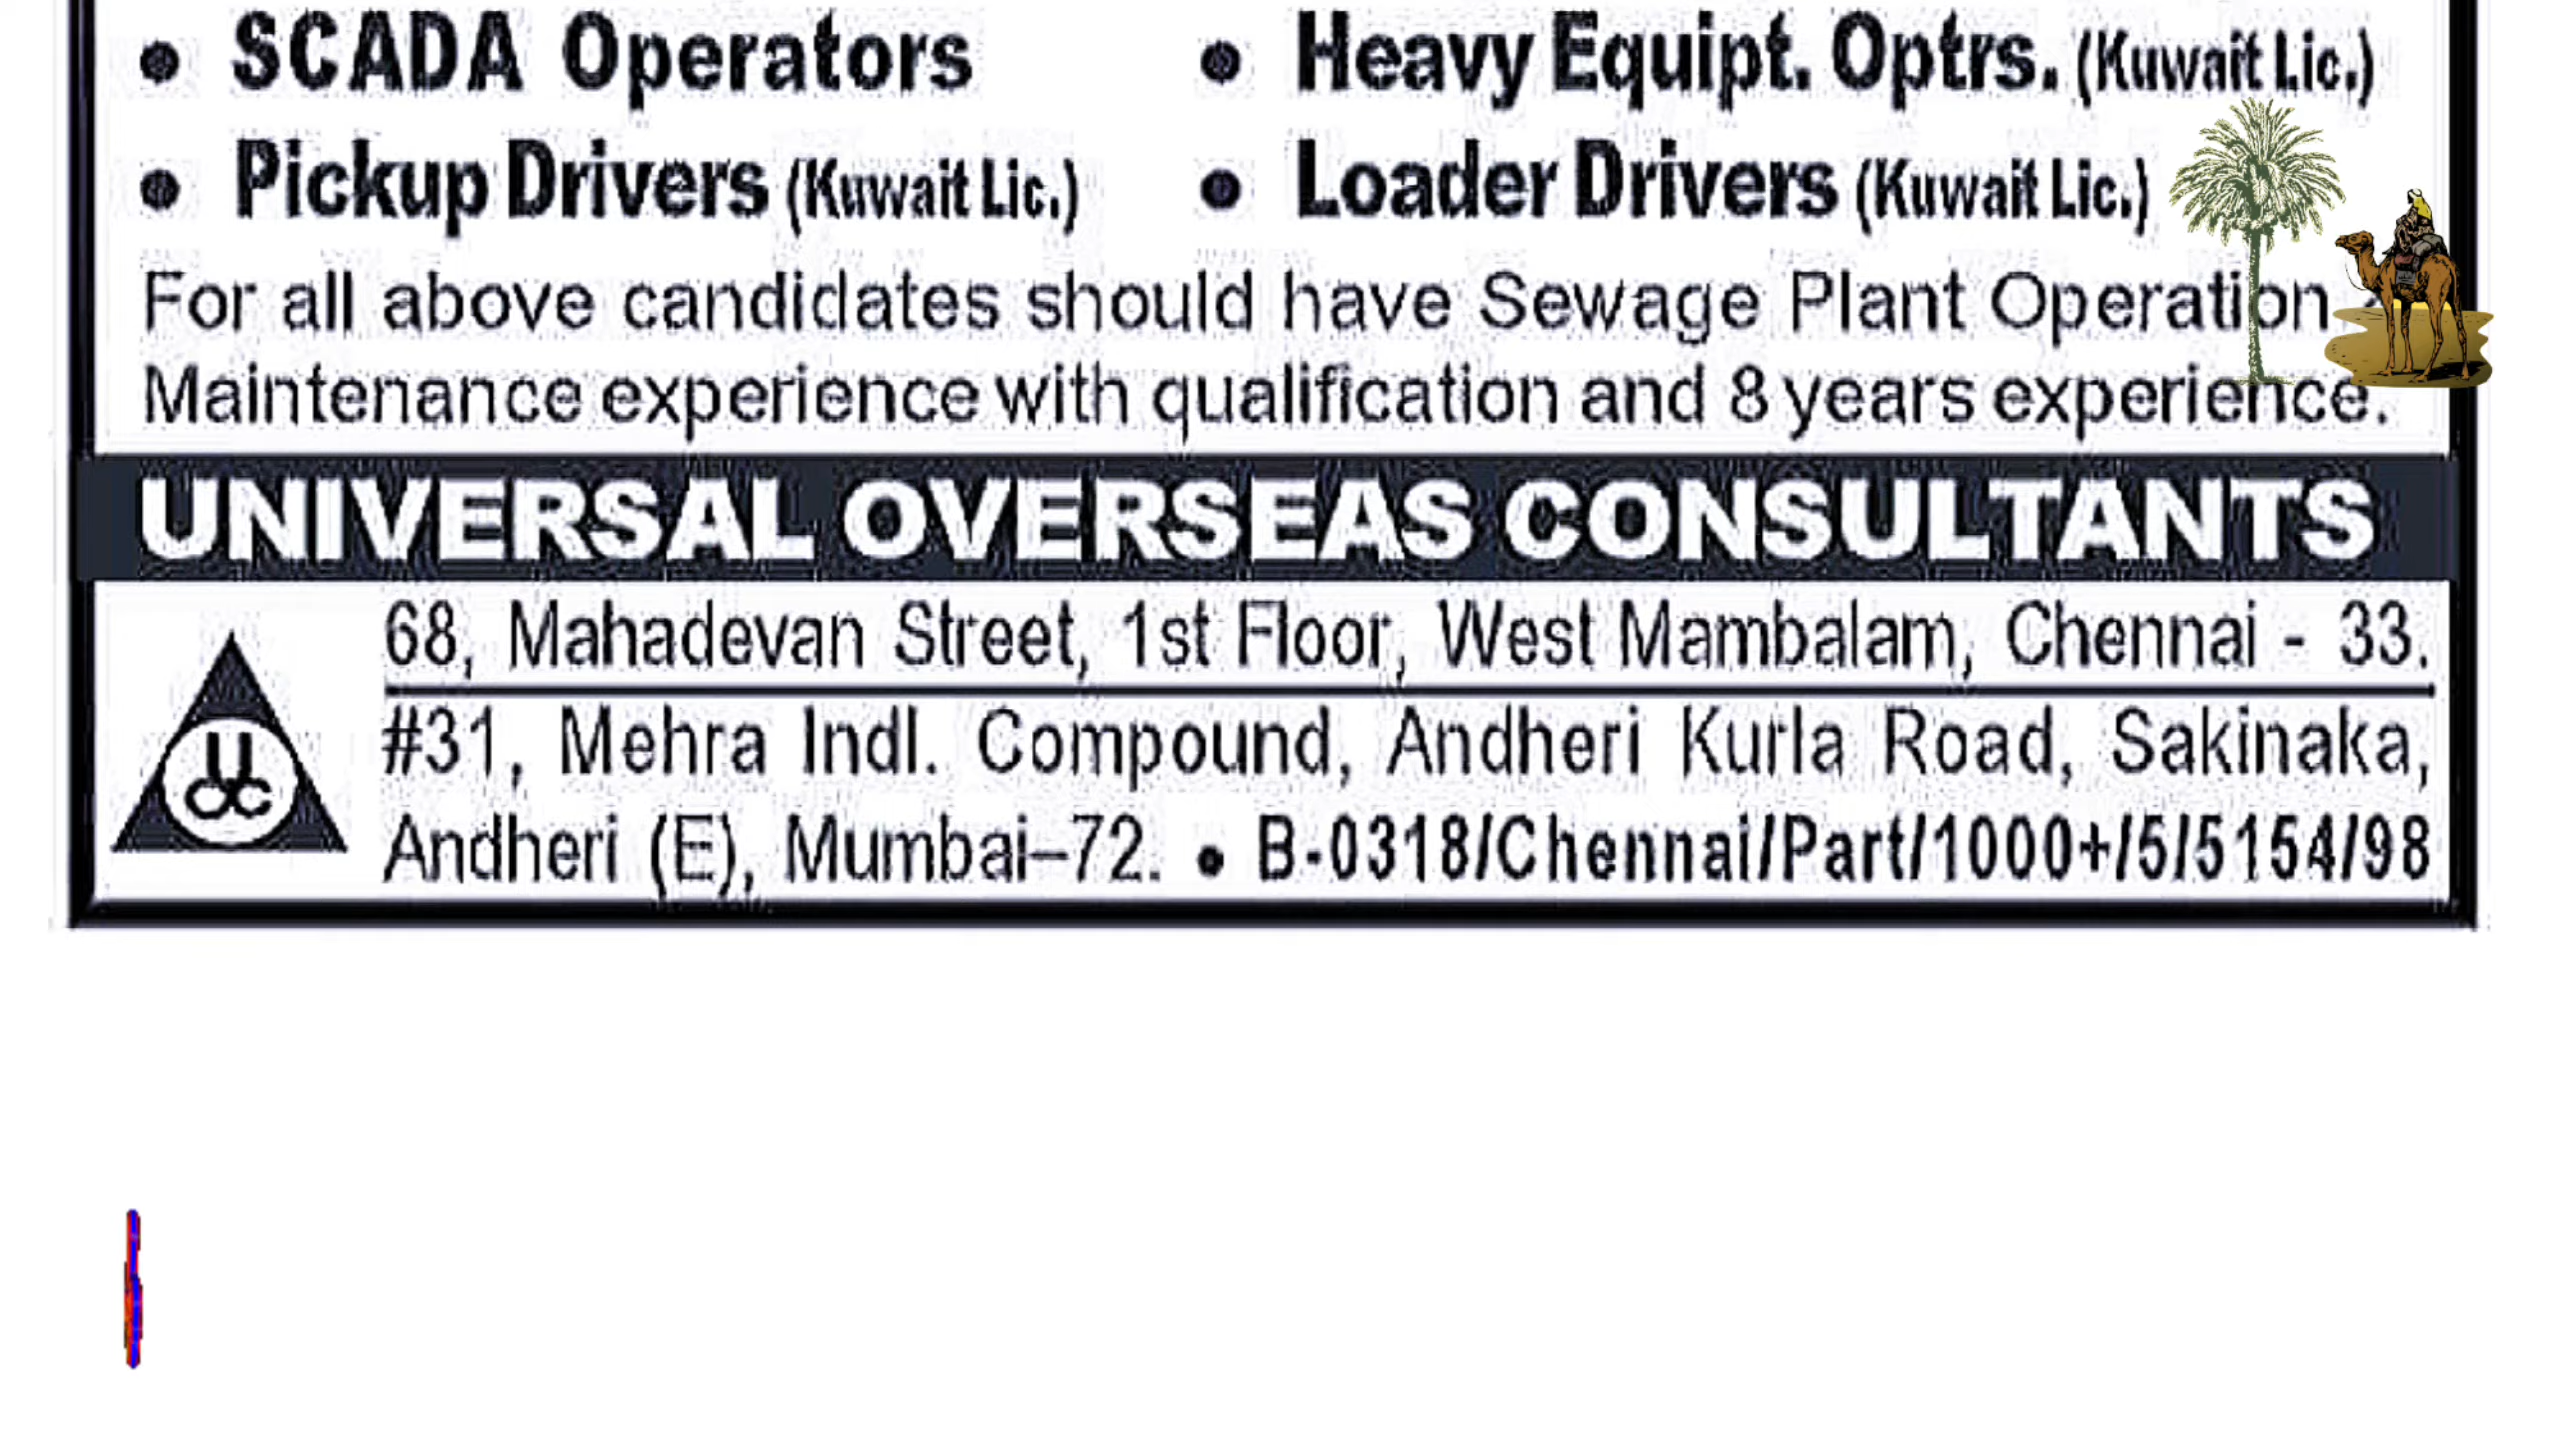 • SCADA Operators • Heavy Equipt. Optrs. (Kuwait Lic.)
• Pickup Drivers (Kuwait Lic.) • Loader Drivers (Kuwait Lic.)
For all above candidates should have Sewage Plant Operation
Maintenance experience with qualification and 8 years experience.
UNIVERSAL OVERSEAS CONSULTANTS
68, Mahadevan Street, 1st Floor, West Mambalam, Chennai - 33.
UOC
#31, Mehra Indl. Compound, Andheri Kurla Road, Sakinaka,
Andheri (E), Mumbai–72. • B-0318/Chennai/Part/1000+/5/5154/98